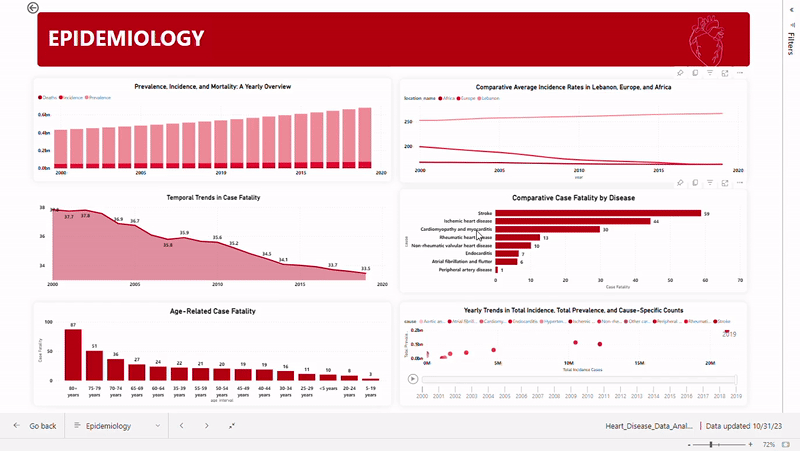 EPIDEMIOLOGY
Filters
Prevalence, Incidence, and Mortality: A Yearly Overview
Deaths Incidence Prevalence
0.6bn
0.4bn
0.2bn
0.0bn
2000 2005 2010 2015 2020
Comparative Average Incidence Rates in Lebanon, Europe, and Africa
location_name Africa Europe Lebanon
250
200
2000 2005 2010 2015 2020
year
Temporal Trends in Case Fatality
38
36
34
37.7 37.8 36.9 36.7 35.8 35.9 35.6 35.2 34.5 34.1 33.7 33.5
2000 2005 2010 2015 2020
Comparative Case Fatality by Disease
Stroke 59
Ischemic heart disease 44
Cardiomyopathy and myocarditis 30
Rheumatic heart disease 13
Non-rheumatic valvular heart disease 10
Endocarditis 7
Atrial fibrillation and flutter 6
Peripheral artery disease 1
cause
0 10 20 30 40 50 60 70
Case Fatality
Age-Related Case Fatality
Case Fatality
100
50
0
87 51 36 27 24 22 21 20 19 19 16 11 10 8 3
80+ 75-79 70-74 65-69 60-64 35-39 55-59 50-54 45-49 40-44 30-34 25-29 <5 years 20-24 5-19
years years years years years years years years years years years years years years
age interval
Yearly Trends in Total Incidence, Total Prevalence, and Cause-Specific Counts
cause Aortic an... Atrial fibril... Cardiomy... Endocarditis Hyperten... Ischemic ... Non-rhe... Other car... Peripheral ... Rheumati... Stroke
0.2bn
0.1bn
0.0bn
2019
0M 5M 10M 15M 20M
Total Incidence Cases
2000 2001 2002 2003 2004 2005 2006 2007 2008 2009 2010 2011 2012 2013 2014 2015 2016 2017 2018 2019
Go back
Epidemiology
Heart_Disease_Data_Anal... | Data updated 10/31/23
- + 72%